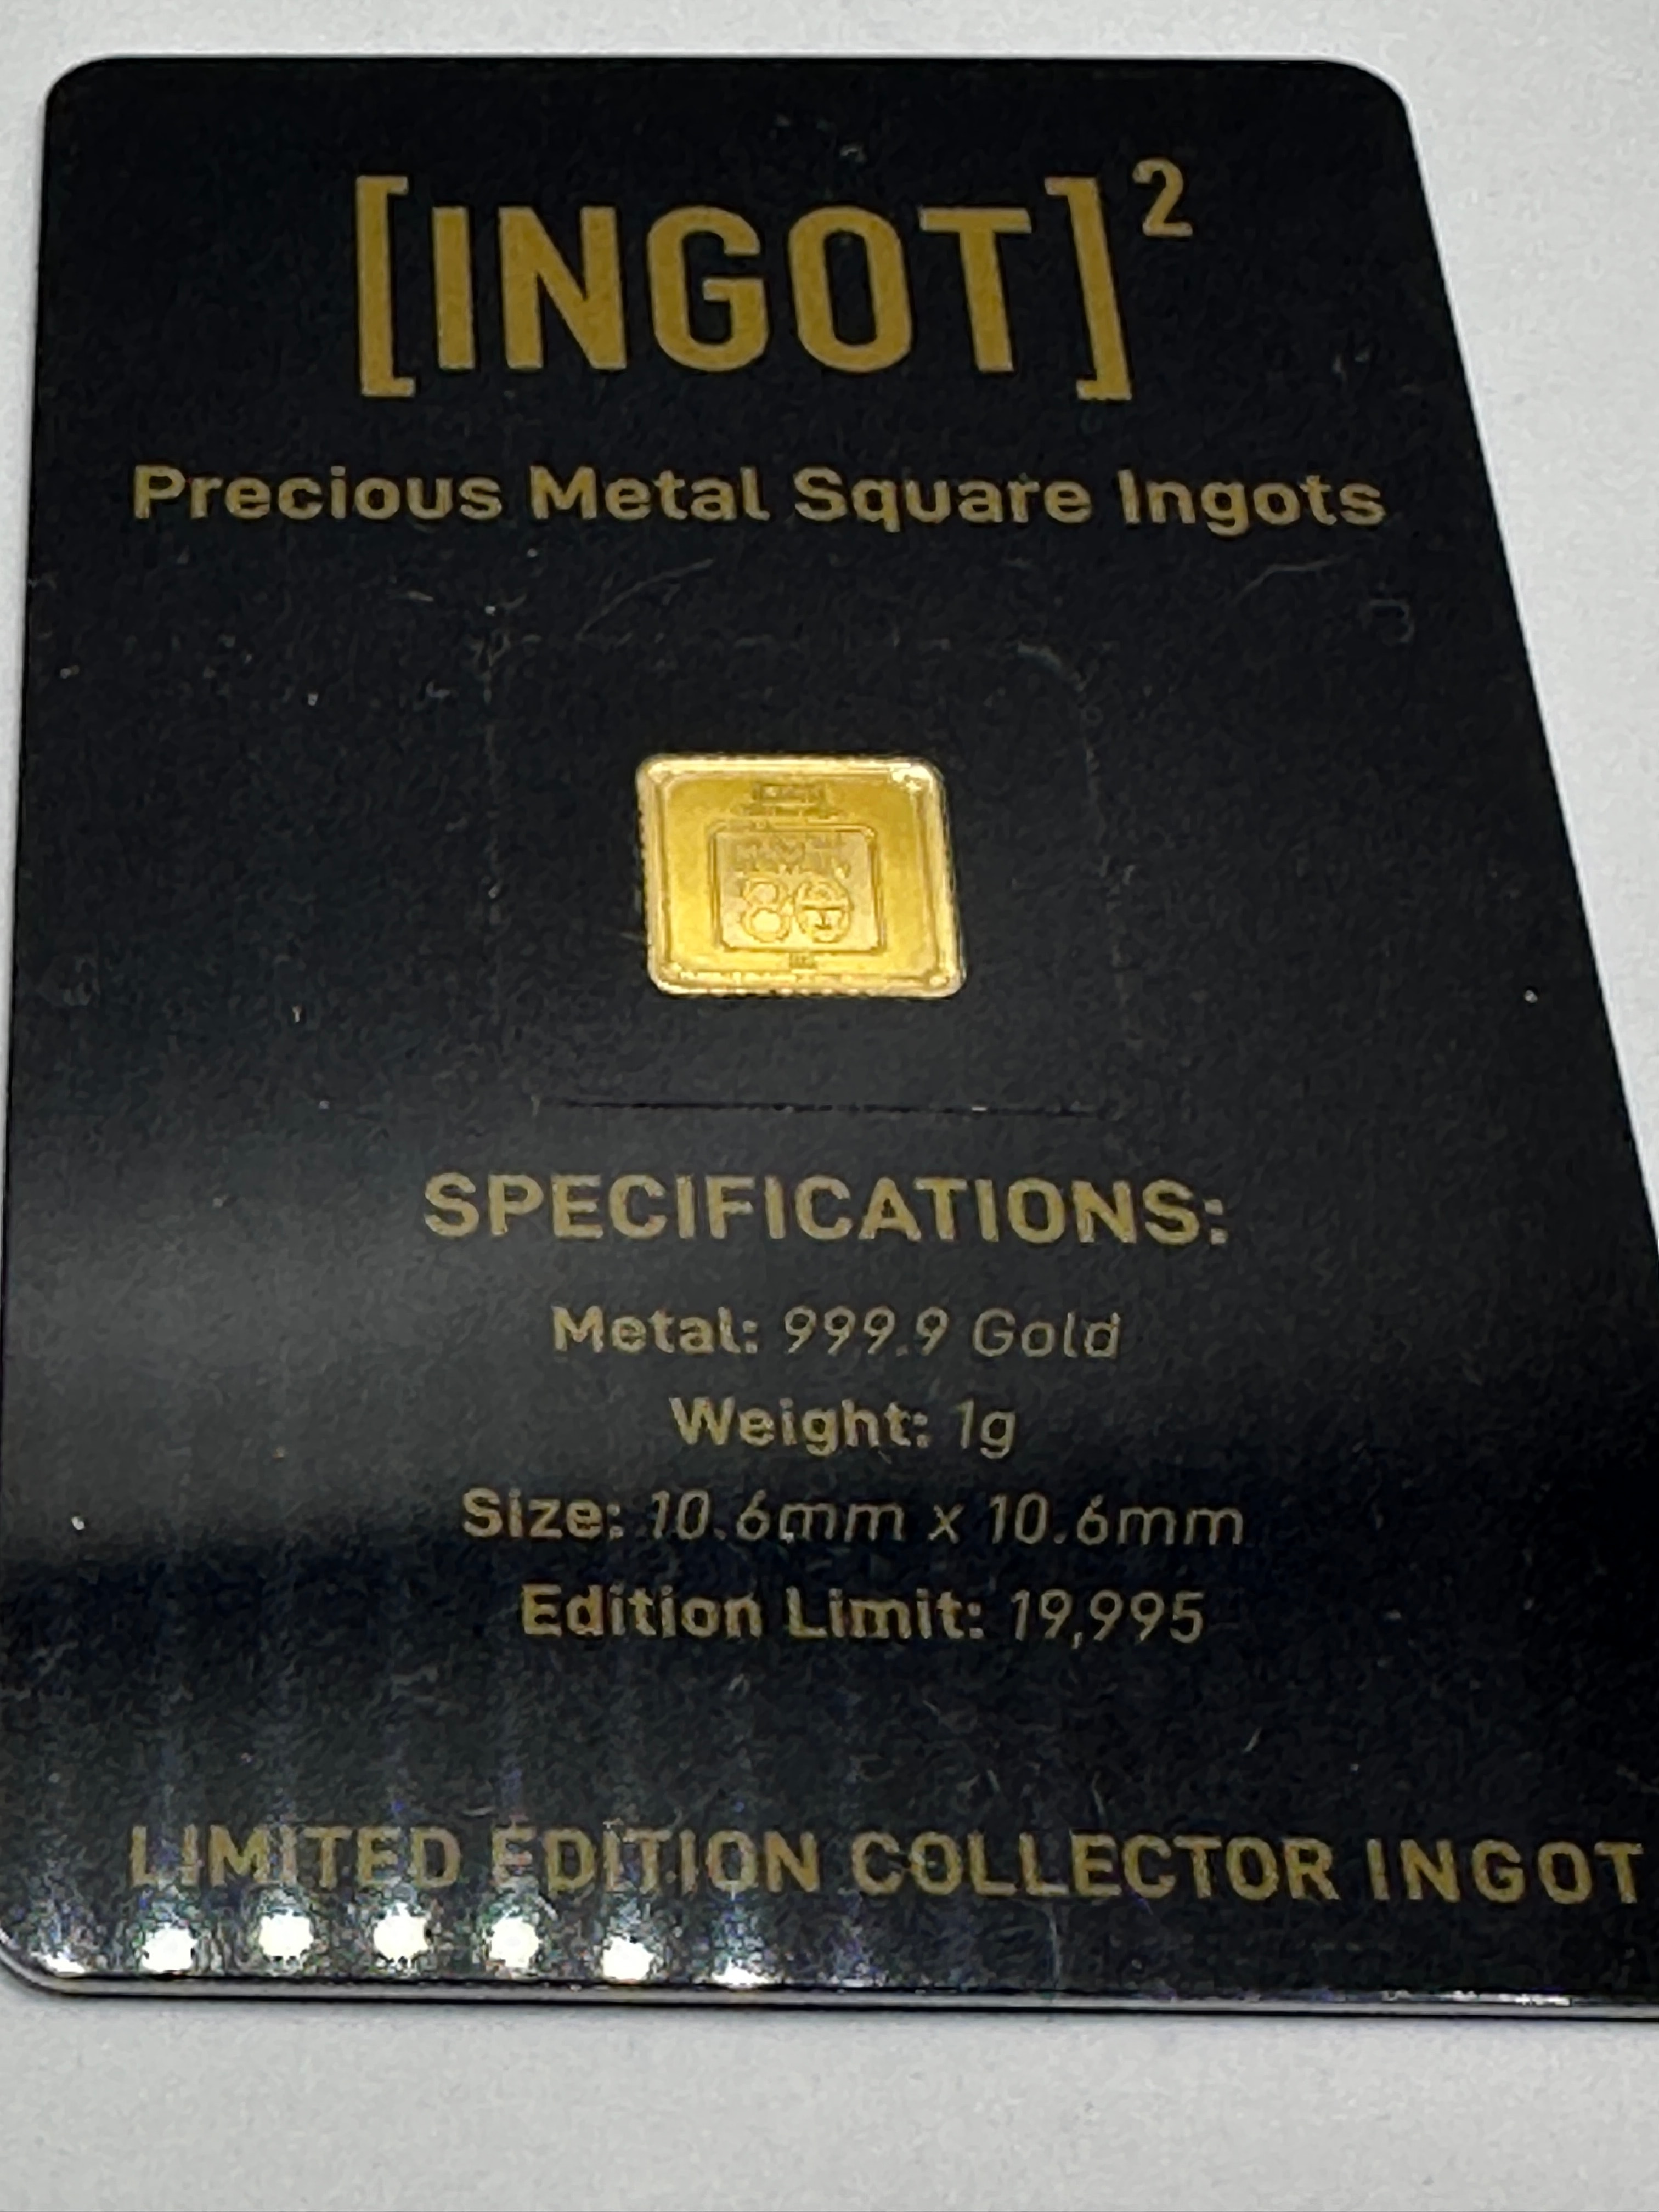 [INGOT]²
Precious Metal Square Ingots
80
SPECIFICATIONS:
Metal: 999.9 Gold
Weight: 1g
Size: 10.6mm x 10.6mm
Edition Limit: 19,995
LIMITED EDITION COLLECTOR INGOT